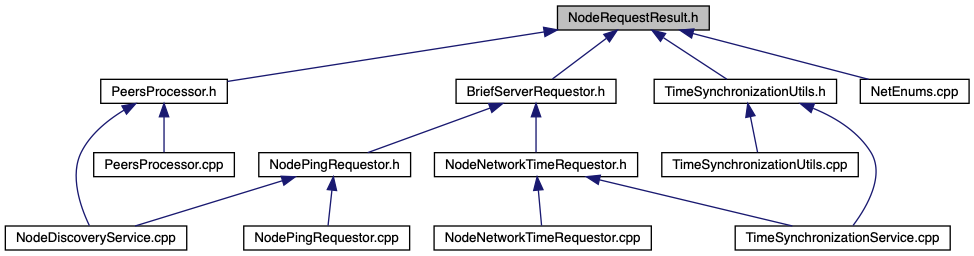 NodeRequestResult.h
PeersProcessor.h
BriefServerRequestor.h
TimeSynchronizationUtils.h
NetEnums.cpp
PeersProcessor.cpp
NodePingRequestor.h
NodeNetworkTimeRequestor.h
TimeSynchronizationUtils.cpp
NodeDiscoveryService.cpp
NodePingRequestor.cpp
NodeNetworkTimeRequestor.cpp
TimeSynchronizationService.cpp